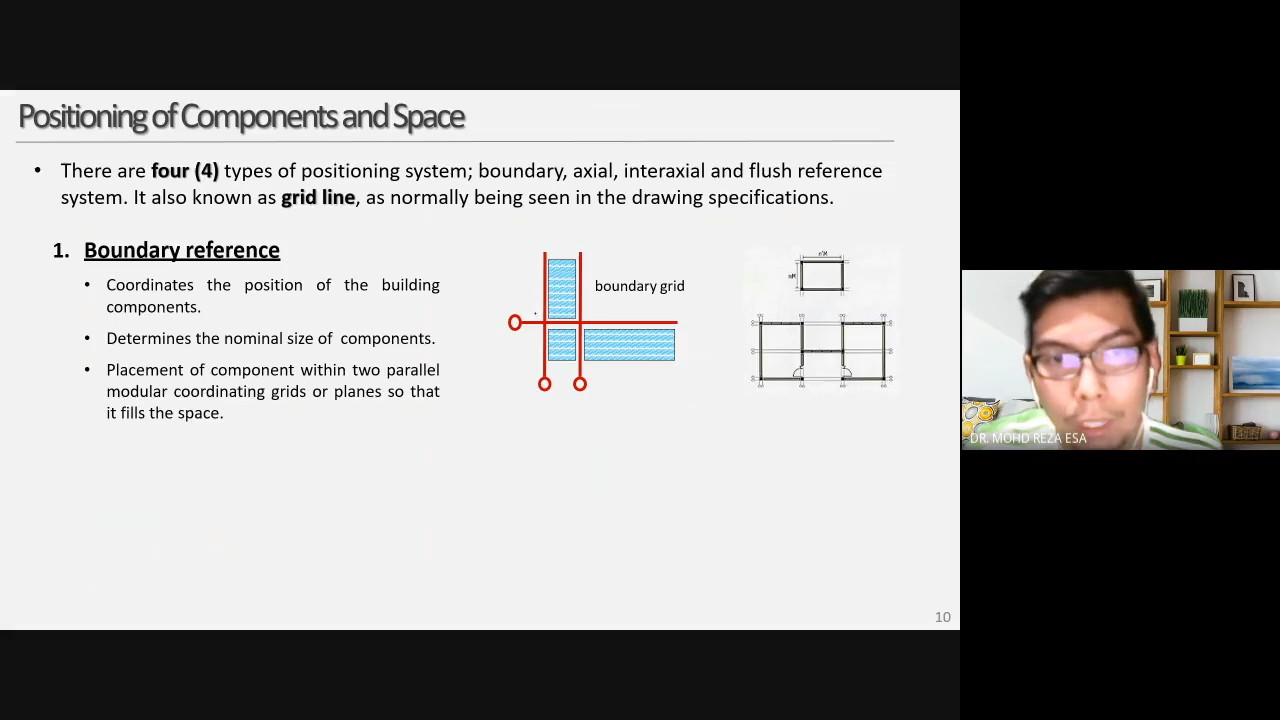 Positioning of Components and Space
• There are four (4) types of positioning system; boundary, axial, interaxial and flush reference
system. It also known as grid line, as normally being seen in the drawing specifications.
1. Boundary reference
• Coordinates the position of the building
components.
• Determines the nominal size of components.
• Placement of component within two parallel
modular coordinating grids or planes so that
it fills the space.
boundary grid
DR. MOHD REZA ESA
10